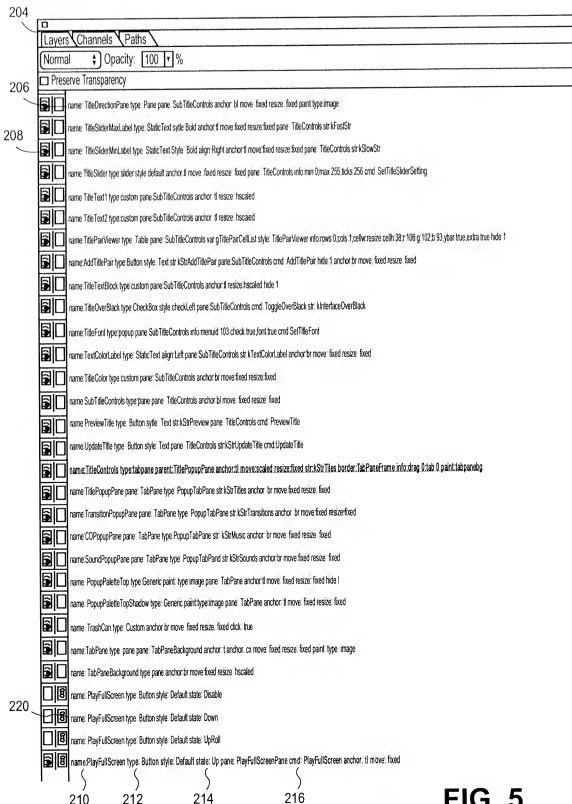 204
Layers Channels Paths
Normal Opacity: 100 %
Preserve Transparency
206
name: TitleDirectionPane type: Pane pane: SubTitleControls anchor bl move: fixed resize: fixed paint.type:image
name: TitleSliderMaxLabel type: StaticText sytle Bold anchor:tl move:fixed resize:fixed pane: TitleControls str:kFastStr
208
name: TitleSliderMinLabel type: StaticText Style: Bold align Right anchor:tl move:fixed resize:fixed pane: TitleControls str:kSlowStr
name TitleSlider type slider style default anchor.tl move: fixed resize: fixed pane: TitleControls info min 0;max 255,ticks 256 cmd: SetTitleSliderSetting
name: TitleText1 type:custom pane:SubTitleControls anchor tl resize: hscaled
name: TitleText2 type:custom pane:SubTitleControls anchor: tl resize: hscaed
name: TitlePairViewer type: Table pane: SubTitleControls var gTitlePairCellList style: TitlePairViewer info:rows 0;cols 1;cellw:resize cellh 38;r 106 g 102;b 93,ybar true,extra true hide 1
name:AddTitlePair type:Button style: Text str kStrAddTitlePair pane:SubTitleControls cmd: AddTitlePair hide 1 anchor:br move: fixed resize: fixed
name:TitleTextBlock type custom pane:SubTitleControls anchor:tl resize:hscaled hide 1
name:TitleOverBlack type CheckBox style checkLeft pane:SubTitleControls cmd: ToggleOverBlack str: kInterfaceOverBlack
name:TitleFont type:popup pane:SubTitleControls info menuid 103 check true,font:true cmd SetTitleFont
name: TextColorLabel type: StaticText align Left pane: SubTitleControls str kTextColorLabel anchor:br move fixed resize fixed
name: TitleColor type custom pane: SubTitleControls anchor:br move fixed resize:fixed
name SubTitleControls type:pane pane: TitleControls anchor.bl move fixed resize: fixed
name: PreviewTitle type: Button sytle: Text str:kStrPreview pane: TitleControls cmd: PreviewTitle
name:UpdateTitle type: Button style: Text pane: TitleControls str:kStrUpdateTitle cmd:UpdateTitle
name:TitleControls type:tabpane parent:TitlePopupPane anchor:tl move:scaled resize:fixed str:kStrTiles border:TabPaneFrame info:drag 0;tab 0 paint:tabpanebg
name:TitlePopupPane pane: TabPane type: PopupTabPane str kStrTitles anchor: br move fixed resize: fixed
name:TransitionPopupPane pane: TabPane type: PopupTabPane str kStrTransitions anchor: br move fixed resize:fixed
name:CDPopupPane pane: TabPane type:PopupTabPane str: kStrMusic anchor: br move: fixed resize: fixed
name:SoundPopupPane pane: TabPane type: PopupTabPand str kStrSounds anchor:br move fixed resize: fixed
name: PopupPaletteTop type:Generic paint: type:image pane: TabPane anchor:tl move: fixed resize: fixed hide !
name: PopupPaletteTopShadow type: Generic paint:type:image pane: TabPane anchor: tl move: fixed resize: fixed
name: TrashCan type: Custom anchor:br move: fixed resize: fixed click: true
name:TabPane type: pane pane: TabPaneBackground anchor t anchor. cx move: fixed resize: fixed paint type: image
name: TabPaneBackground type pane anchor:br move:fixed resize: hscaled
name: PlayFullScreen type: Button style: Default state: Disable
220
name: PlayFullScreen type: Button style: Default state: Down
name: PlayFullScreen type: Button style: Default state: UpRoll
name:PlayFullScreen type: Button style: Default state: Up pane: PlayFullScreenPane cmd: PlayFullScreen anchor. tl move: fixed
210 212 214 216
FIG. 5